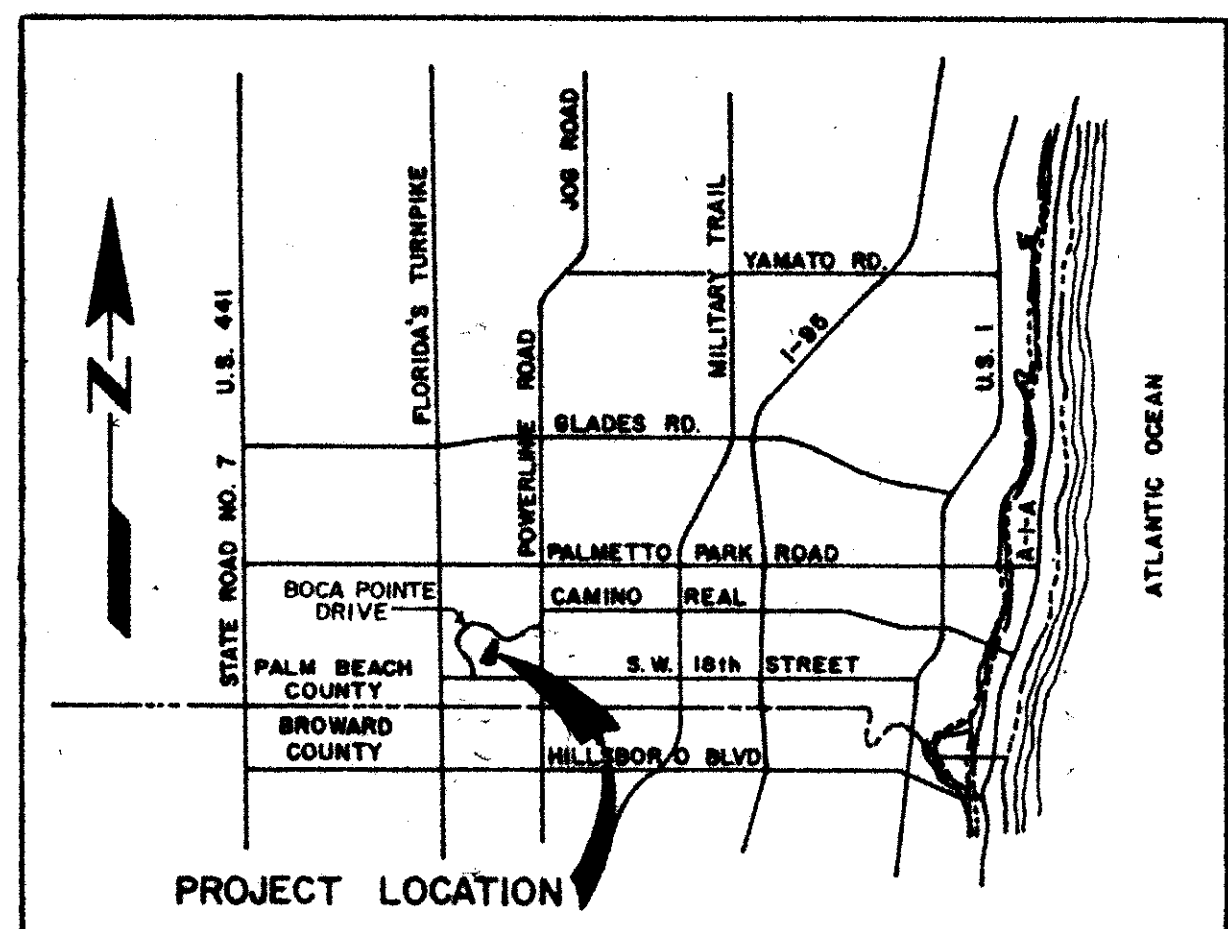 JOG ROAD
MILITARY TRAIL
YAMATO RD.
FLORIDA'S TURNPIKE
U.S. 441
I-95
U.S. 1
N
POWERLINE ROAD
GLADES RD.
ATLANTIC OCEAN
STATE ROAD NO. 7
A-1-A
PALMETTO PARK ROAD
BOCA POINTE
DRIVE
CAMINO REAL
PALM BEACH
COUNTY
S.W. 18th STREET
BROWARD
COUNTY
HILLSBORO BLVD
PROJECT LOCATION